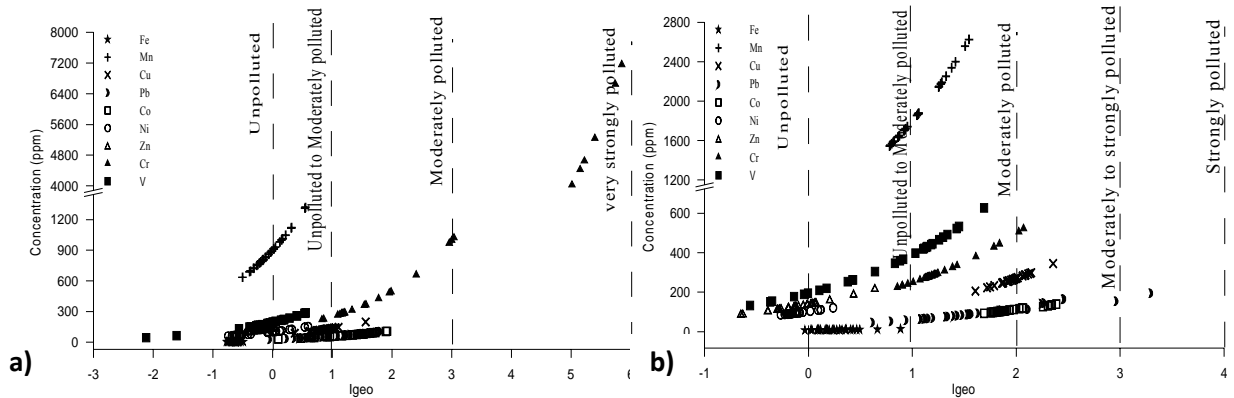 8000
7200
6400
5600
4800
4000
1200
900
600
300
0
Concentration (ppm)
Fe
Mn
Cu
Pb
Co
Ni
Zn
Cr
V
Unpolluted
Unpolluted to Moderately polluted
Moderately polluted
very strongly polluted
-3 -2 -1 0 1 2 3 4 5 6
Igeo
a)
2800
2400
2000
1600
1200
600
400
200
0
Concentration (ppm)
Fe
Mn
Cu
Pb
Co
Ni
Zn
Cr
V
Unpolluted
Unpolluted to Moderately polluted
Moderately polluted
Moderately to strongly polluted
Strongly polluted
-1 0 1 2 3 4
Igeo
b)